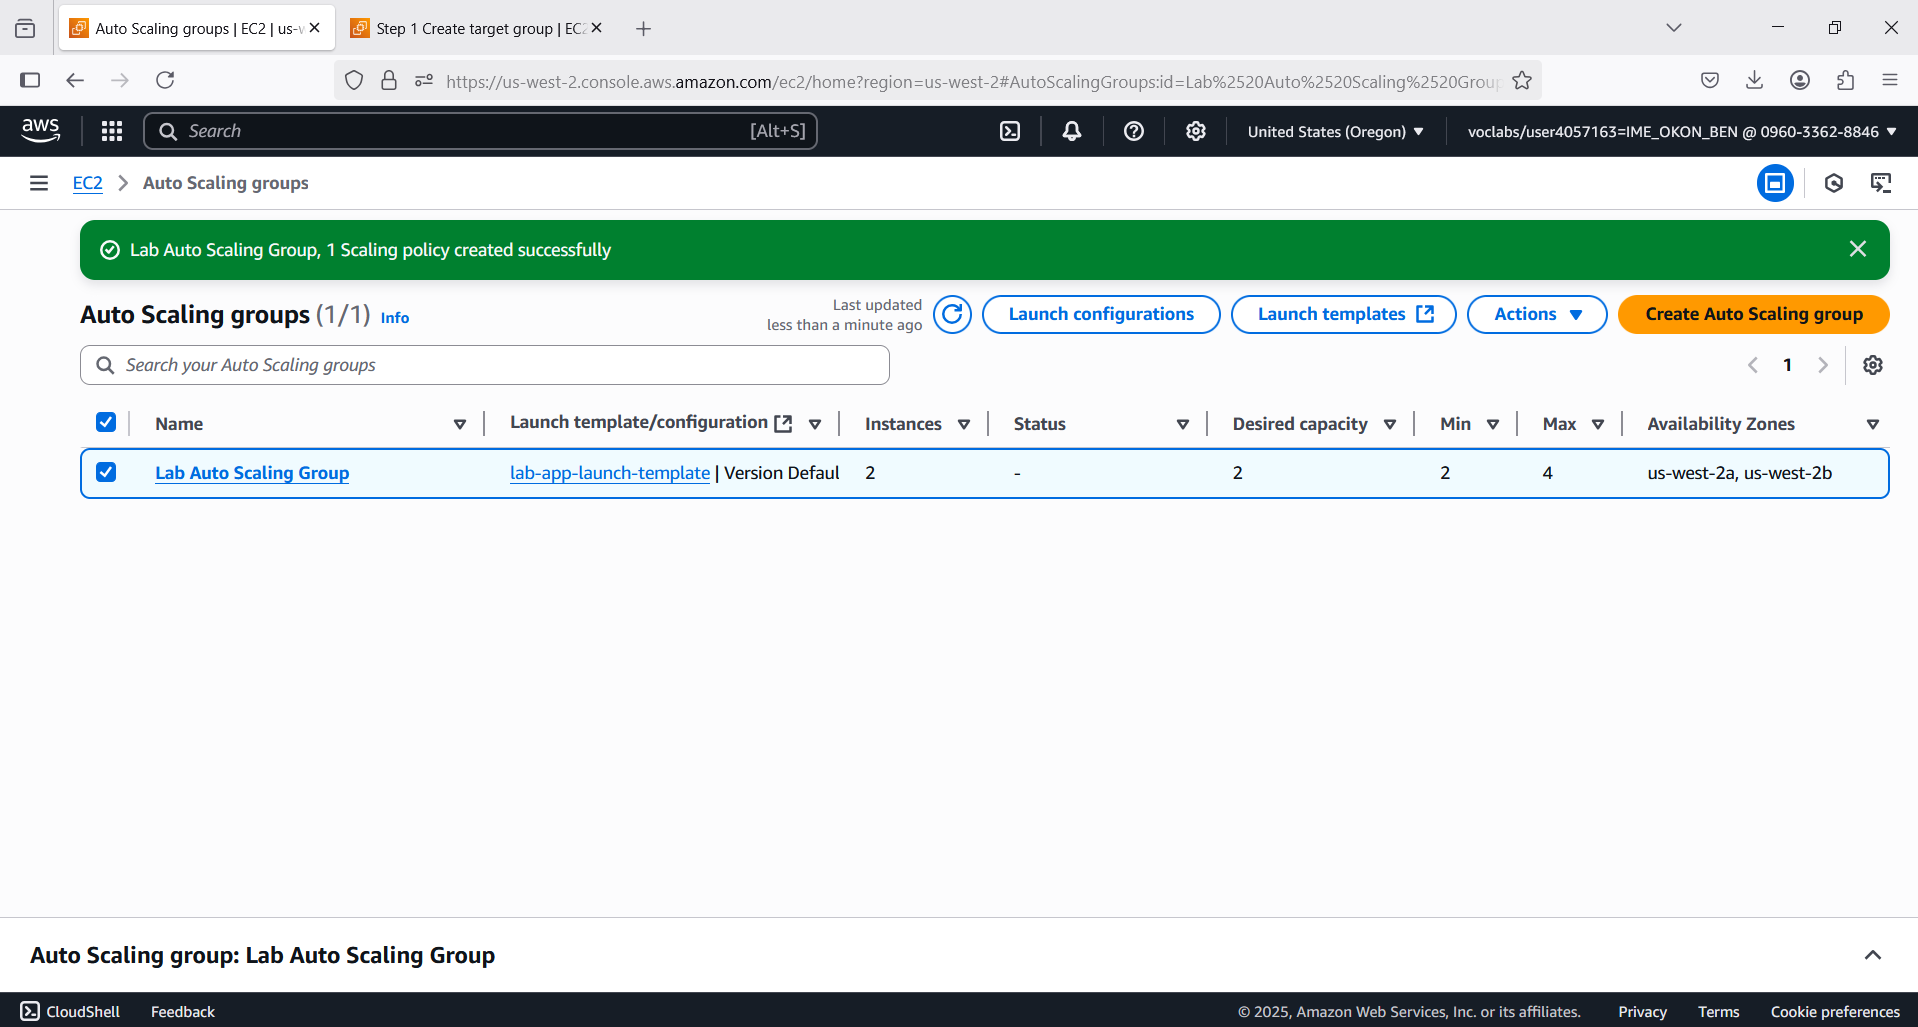 Auto Scaling groups | EC2 | us-w
Step 1 Create target group | EC2
https://us-west-2.console.aws.amazon.com/ec2/home?region=us-west-2#AutoScalingGroups:id=Lab%2520Auto%2520Scaling%2520Group
aws
Search
[Alt+S]
United States (Oregon)
voclabs/user4057163=IME_OKON_BEN @ 0960-3362-8846
EC2
Auto Scaling groups
Lab Auto Scaling Group, 1 Scaling policy created successfully
Auto Scaling groups (1/1) Info
Last updated
less than a minute ago
Launch configurations
Launch templates
Actions
Create Auto Scaling group
Search your Auto Scaling groups
1
Name
Launch template/configuration
Instances
Status
Desired capacity
Min
Max
Availability Zones
Lab Auto Scaling Group
lab-app-launch-template | Version Defaul
2
-
2
2
4
us-west-2a, us-west-2b
Auto Scaling group: Lab Auto Scaling Group
CloudShell
Feedback
© 2025, Amazon Web Services, Inc. or its affiliates.
Privacy
Terms
Cookie preferences